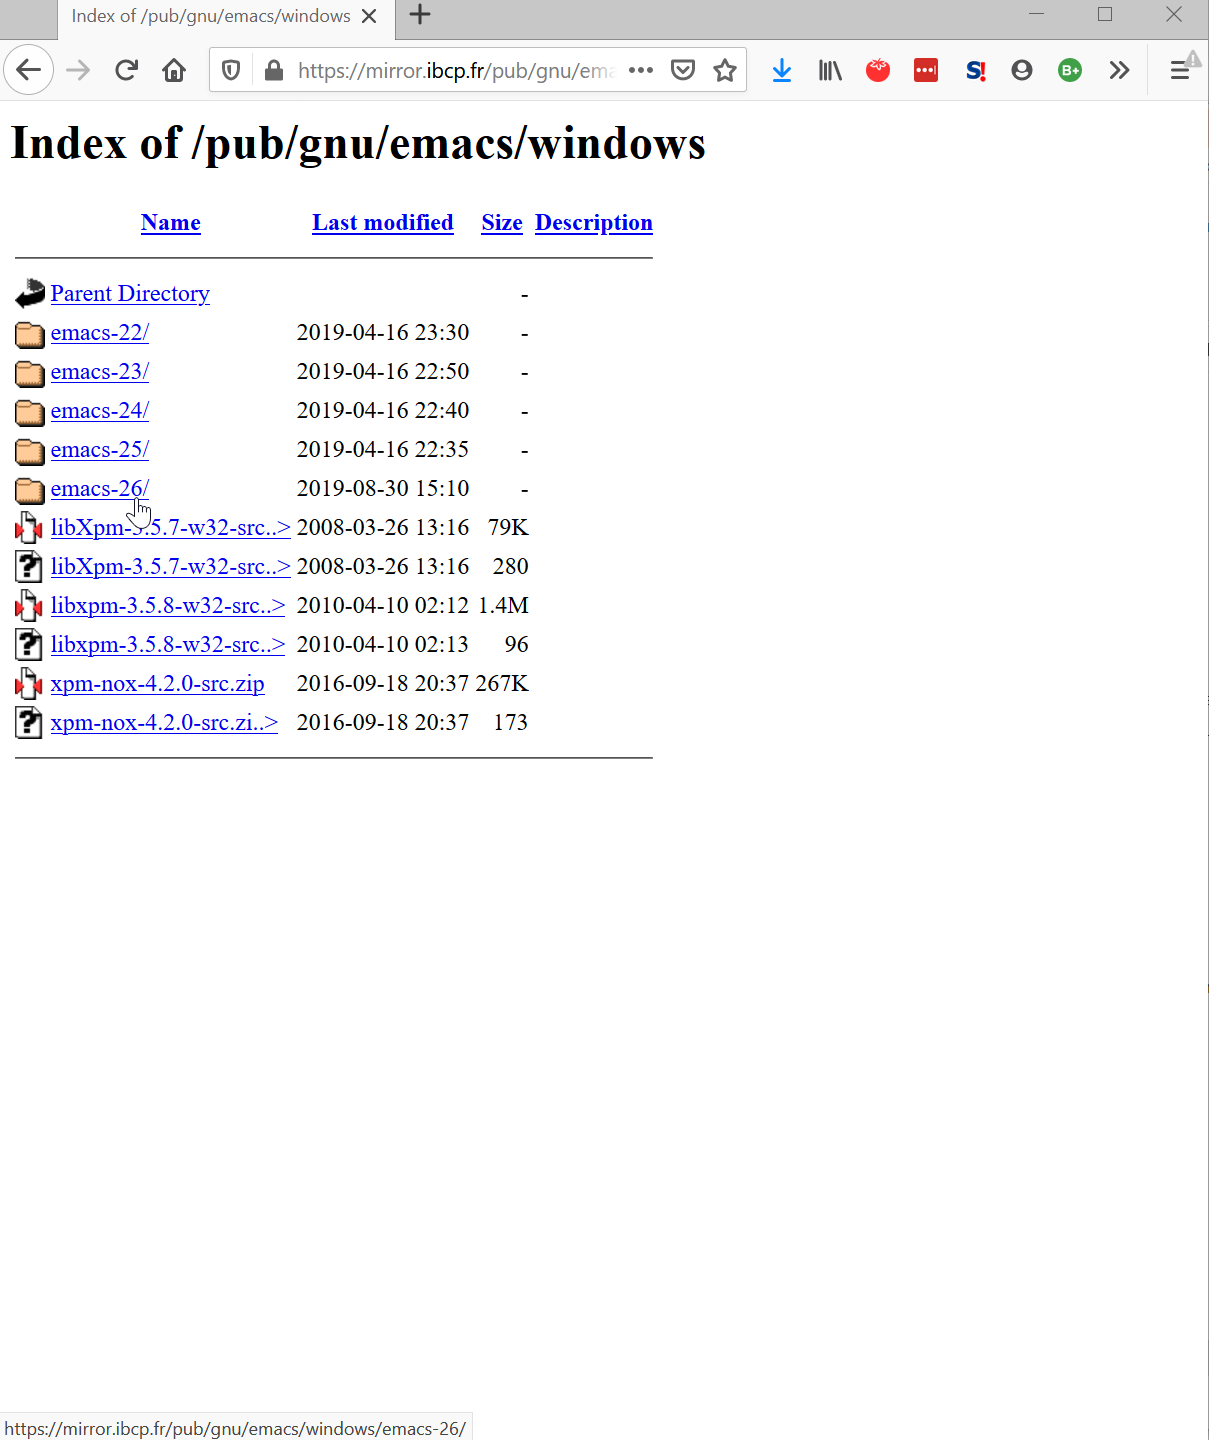 Index of /pub/gnu/emacs/windows
https://mirror.ibcp.fr/pub/gnu/ema
S!
B+
Index of /pub/gnu/emacs/windows
Name Last modified Size Description
Parent Directory -
emacs-22/ 2019-04-16 23:30 -
emacs-23/ 2019-04-16 22:50 -
emacs-24/ 2019-04-16 22:40 -
emacs-25/ 2019-04-16 22:35 -
emacs-26/ 2019-08-30 15:10 -
libXpm-3.5.7-w32-src..> 2008-03-26 13:16 79K
libXpm-3.5.7-w32-src..> 2008-03-26 13:16 280
libxpm-3.5.8-w32-src..> 2010-04-10 02:12 1.4M
libxpm-3.5.8-w32-src..> 2010-04-10 02:13 96
xpm-nox-4.2.0-src.zip 2016-09-18 20:37 267K
xpm-nox-4.2.0-src.zi..> 2016-09-18 20:37 173
https://mirror.ibcp.fr/pub/gnu/emacs/windows/emacs-26/